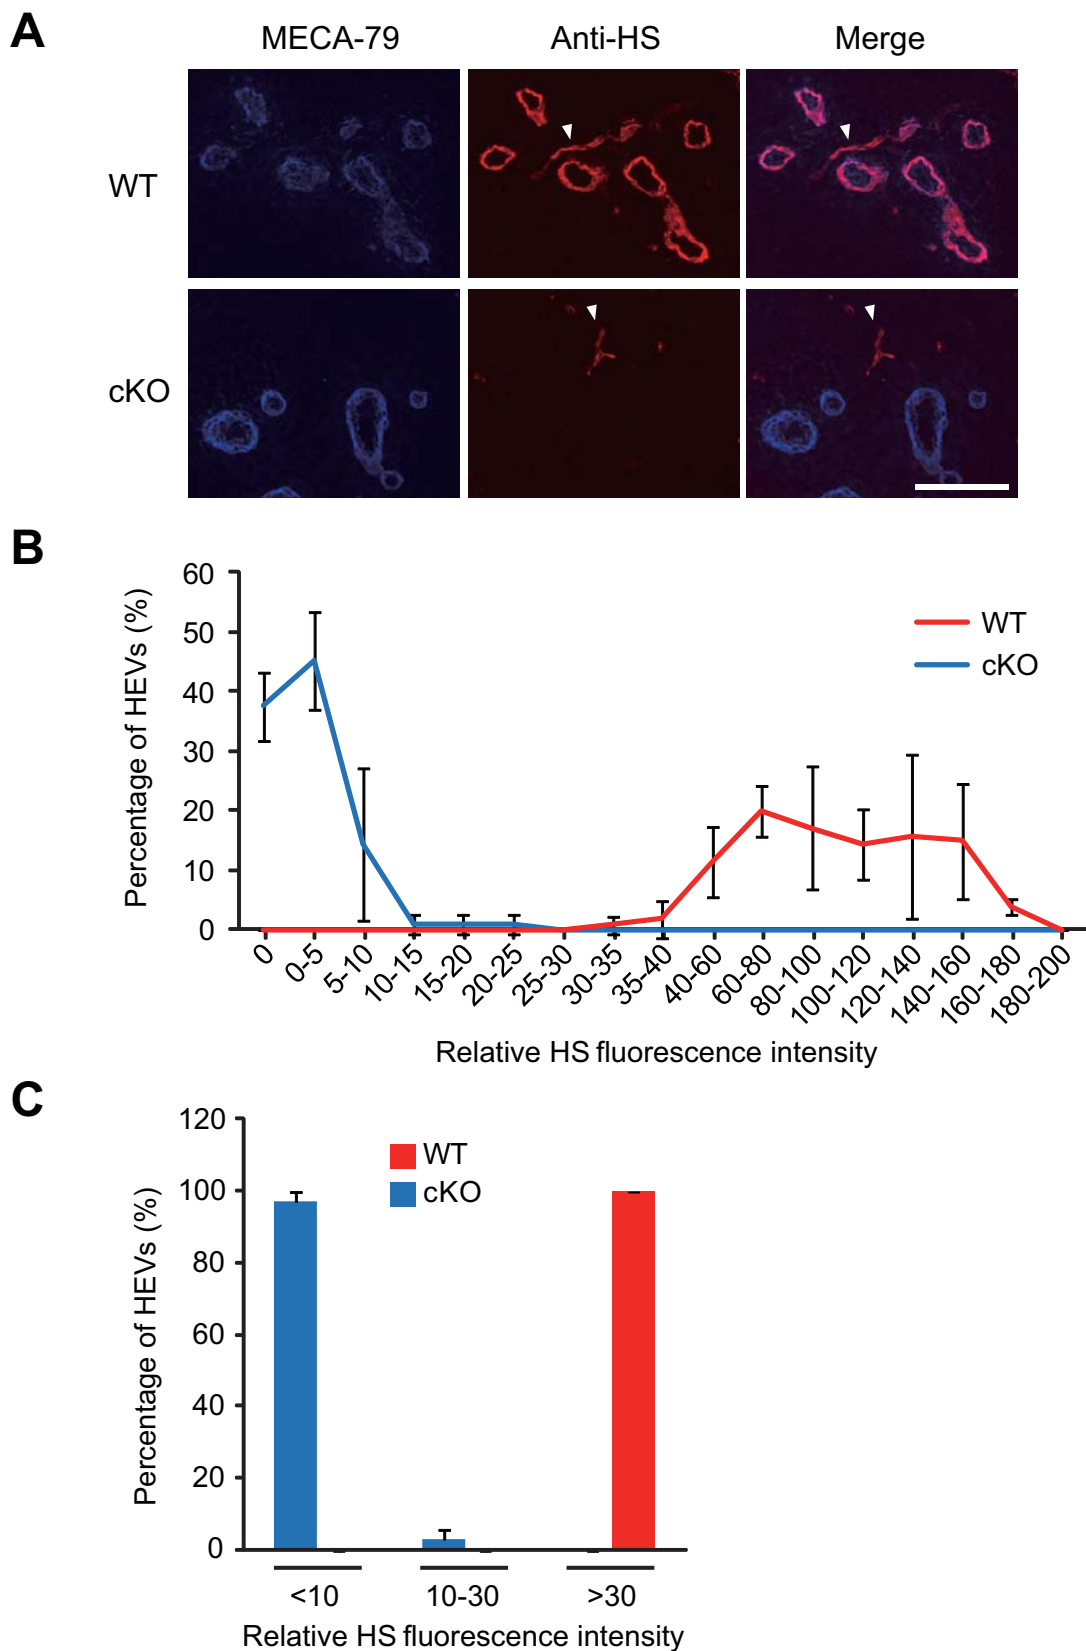 A
MECA-79 Anti-HS Merge
WT
cKO
B
Percentage of HEVs (%)
60
50
40
30
20
10
0
WT
cKO
0 0-5 5-10 10-15 15-20 20-25 25-30 30-35 35-40 40-60 60-80 80-100 100-120 120-140 140-160 160-180 180-200
Relative HS fluorescence intensity
C
Percentage of HEVs (%)
120
100
80
60
40
20
0
WT
cKO
<10 10-30 >30
Relative HS fluorescence intensity